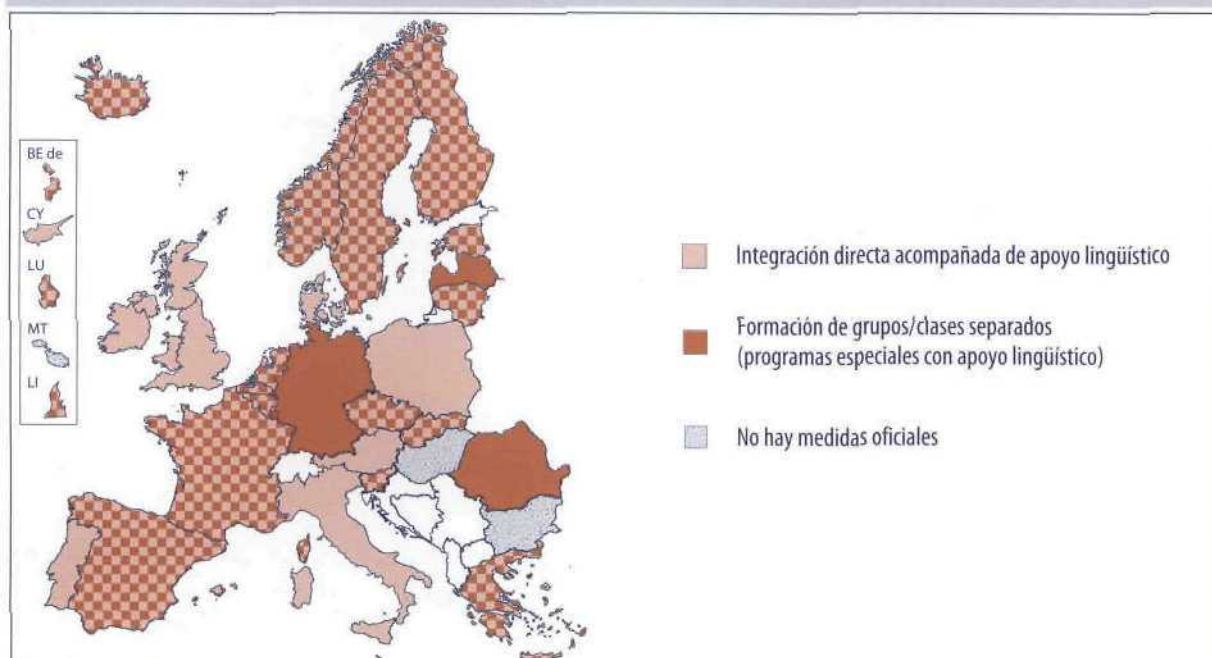 BE de
CY
LU
MT
LI
Integración directa acompañada de apoyo lingüístico
Formación de grupos/clases separados
(programas especiales con apoyo lingüístico)
No hay medidas oficiales